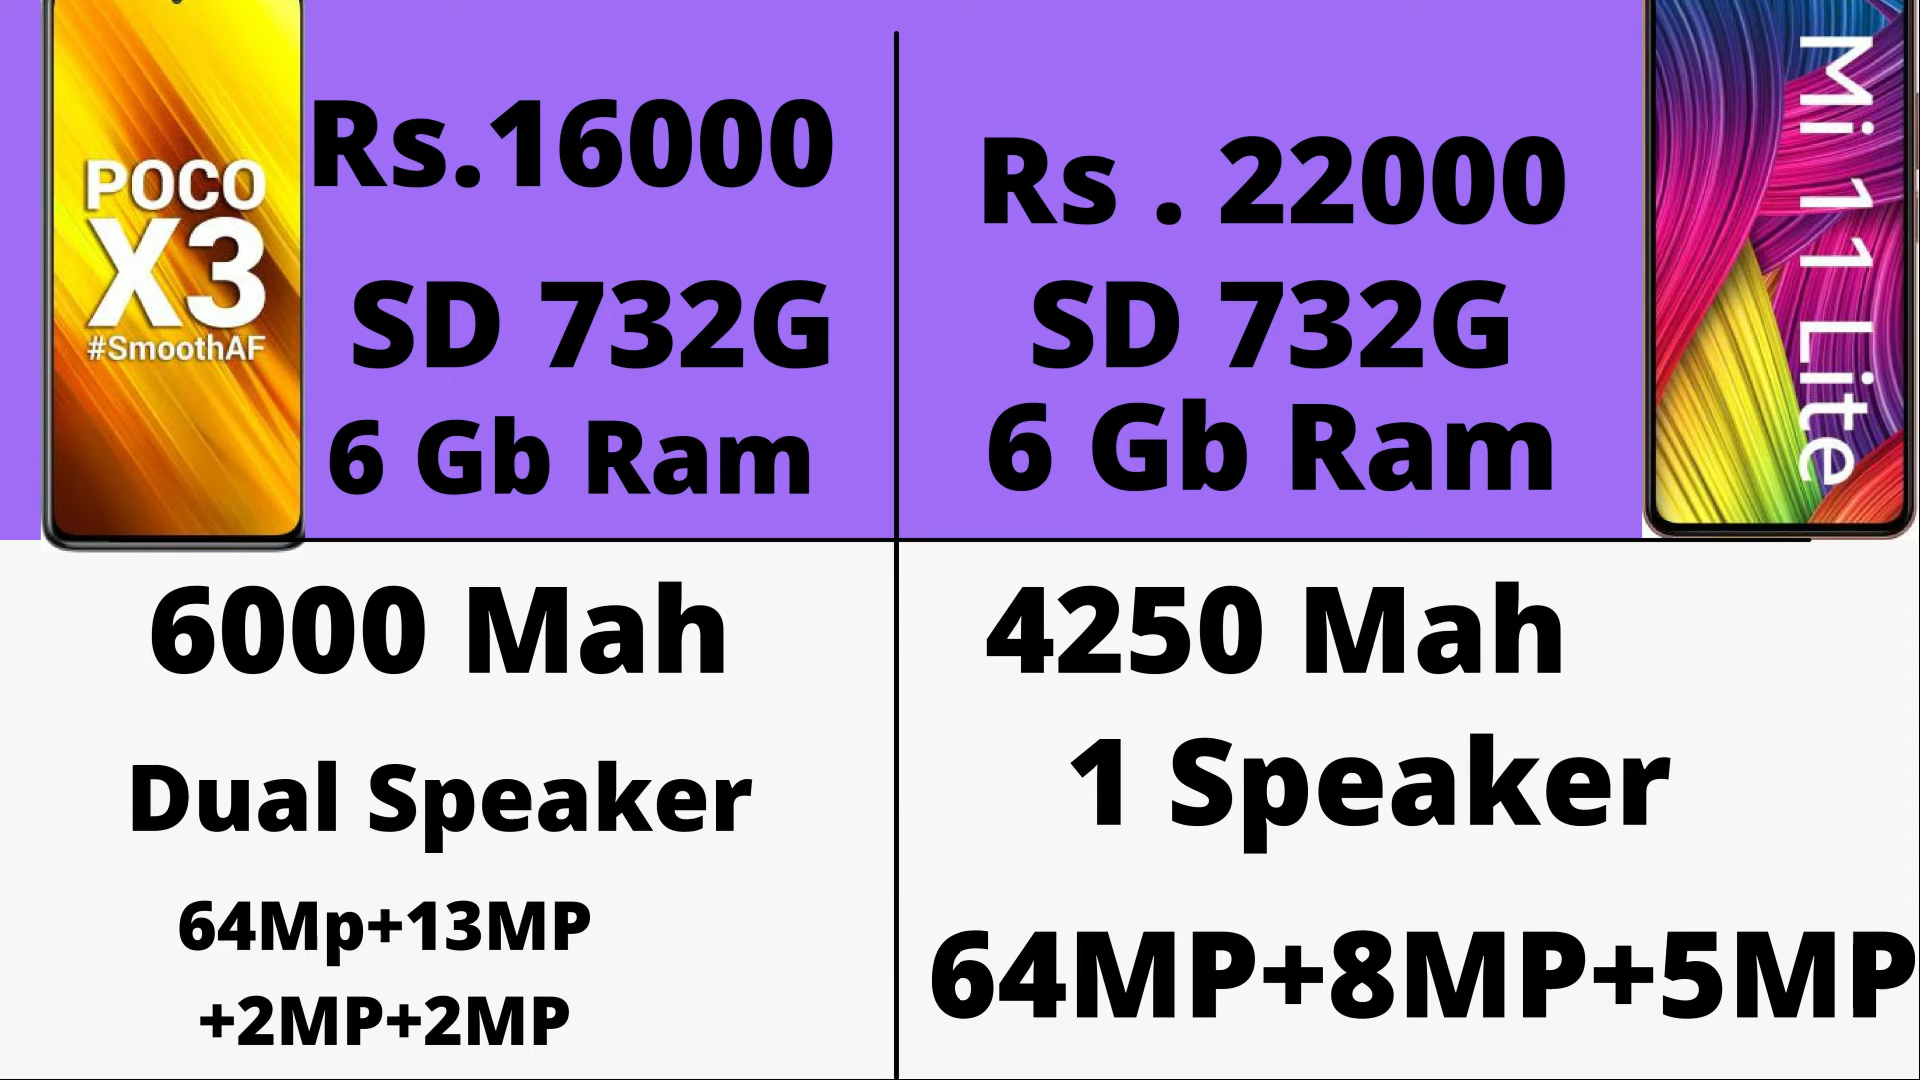 POCO
X3
#SmoothAF
Rs.16000
SD 732G
6 Gb Ram
Rs . 22000
SD 732G
6 Gb Ram
Mi 11 Lite
6000 Mah
Dual Speaker
64Mp+13MP
+2MP+2MP
4250 Mah
1 Speaker
64MP+8MP+5MP